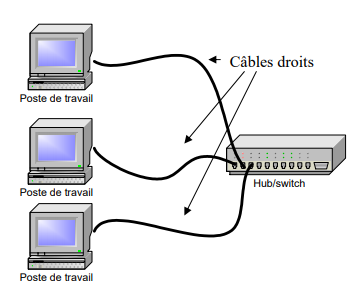 Câbles droits
Poste de travail
Hub/switch
Poste de travail
Poste de travail